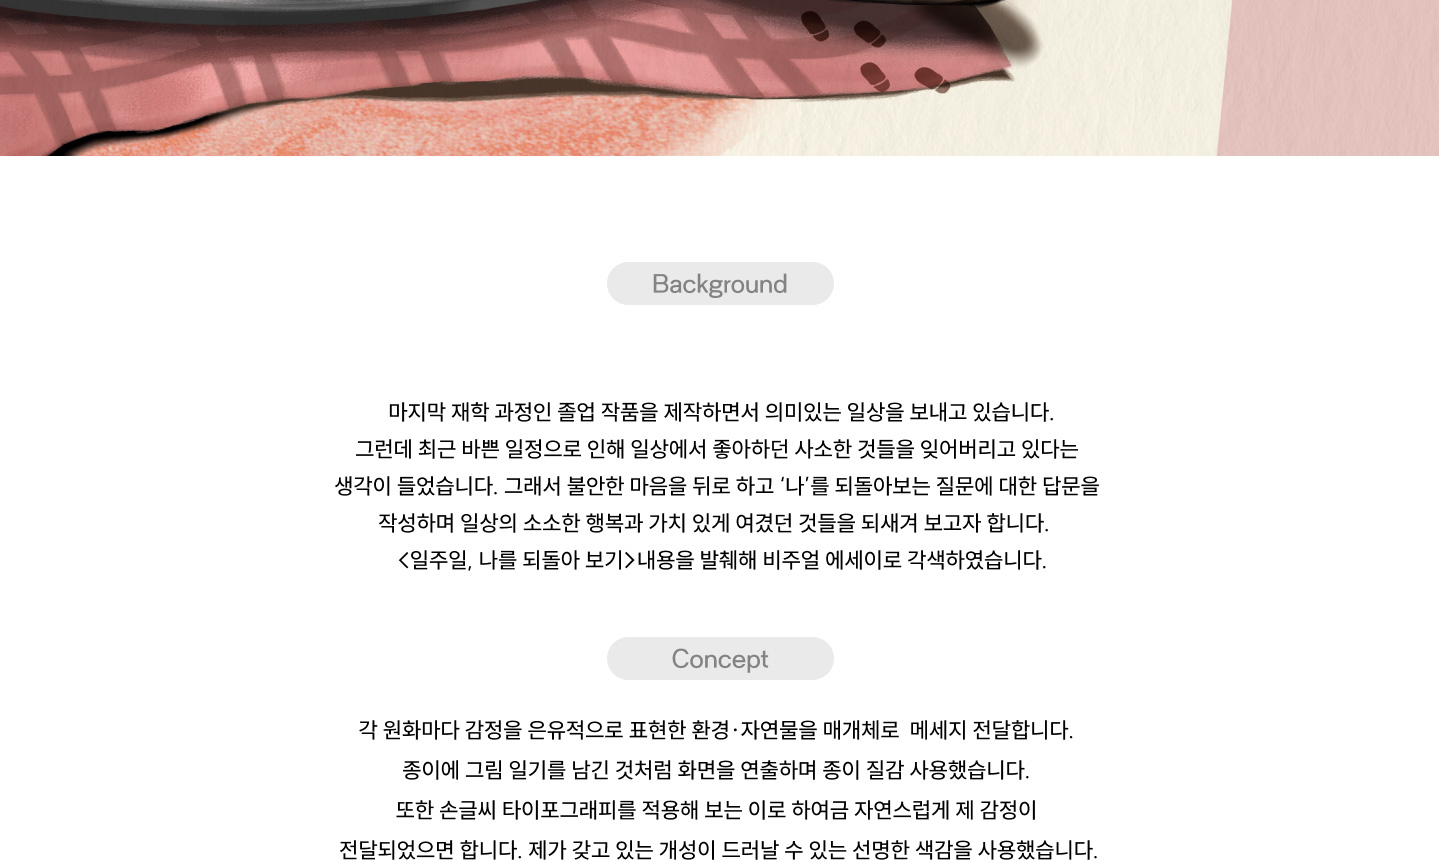 Background
마지막 재학 과정인 졸업 작품을 제작하면서 의미있는 일상을 보내고 있습니다.
그런데 최근 바쁜 일정으로 인해 일상에서 좋아하던 사소한 것들을 잊어버리고 있다는
생각이 들었습니다. 그래서 불안한 마음을 뒤로 하고 ‘나’를 되돌아보는 질문에 대한 답문을
작성하며 일상의 소소한 행복과 가치 있게 여겼던 것들을 되새겨 보고자 합니다.
<일주일, 나를 되돌아 보기>내용을 발췌해 비주얼 에세이로 각색하였습니다.
Concept
각 원화마다 감정을 은유적으로 표현한 환경·자연물을 매개체로 메세지 전달합니다.
종이에 그림 일기를 남긴 것처럼 화면을 연출하며 종이 질감 사용했습니다.
또한 손글씨 타이포그래피를 적용해 보는 이로 하여금 자연스럽게 제 감정이
전달되었으면 합니다. 제가 갖고 있는 개성이 드러날 수 있는 선명한 색감을 사용했습니다.